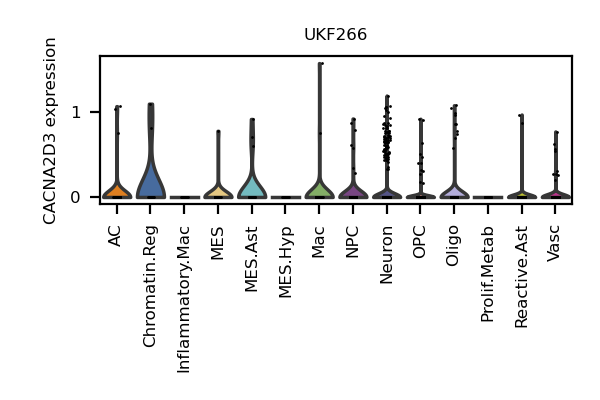 UKF266
CACNA2D3 expression
1
0
AC
Chromatin.Reg
Inflammatory.Mac
MES
MES.Ast
MES.Hyp
Mac
NPC
Neuron
OPC
Oligo
Prolif.Metab
Reactive.Ast
Vasc